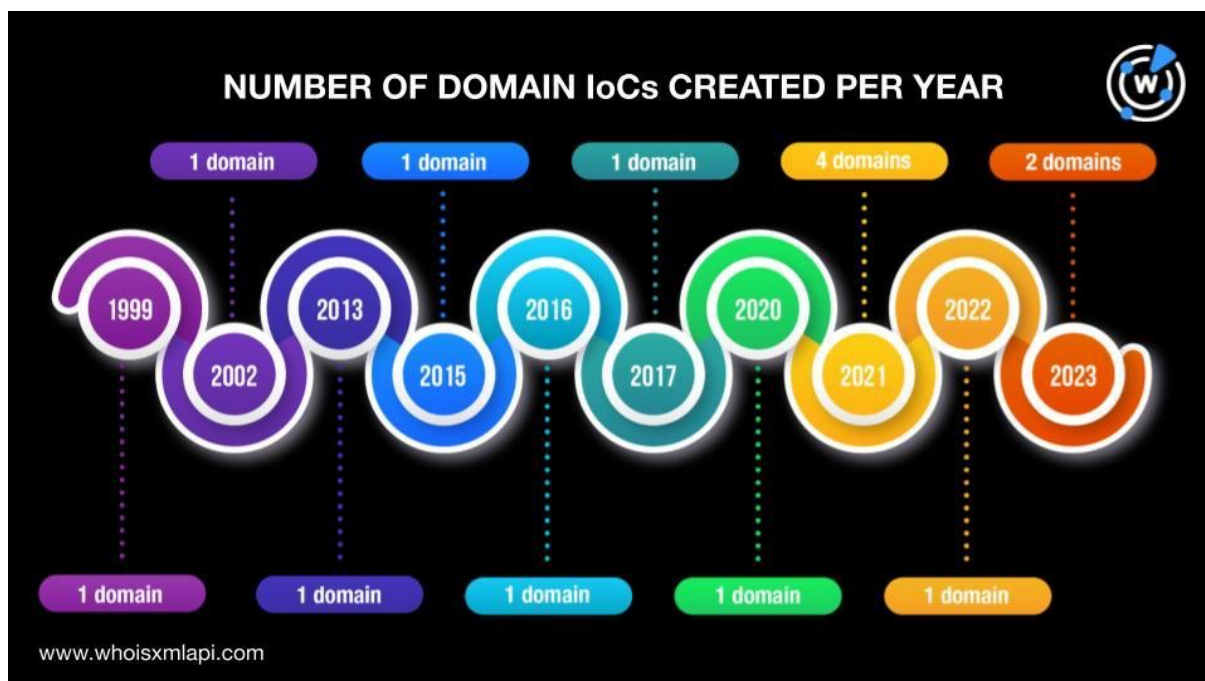 NUMBER OF DOMAIN IoCs CREATED PER YEAR
W
1 domain
1 domain
1 domain
4 domains
2 domains
1999
2013
2016
2020
2022
2002
2015
2017
2021
2023
1 domain
1 domain
1 domain
1 domain
1 domain
www.whoisxmlapi.com